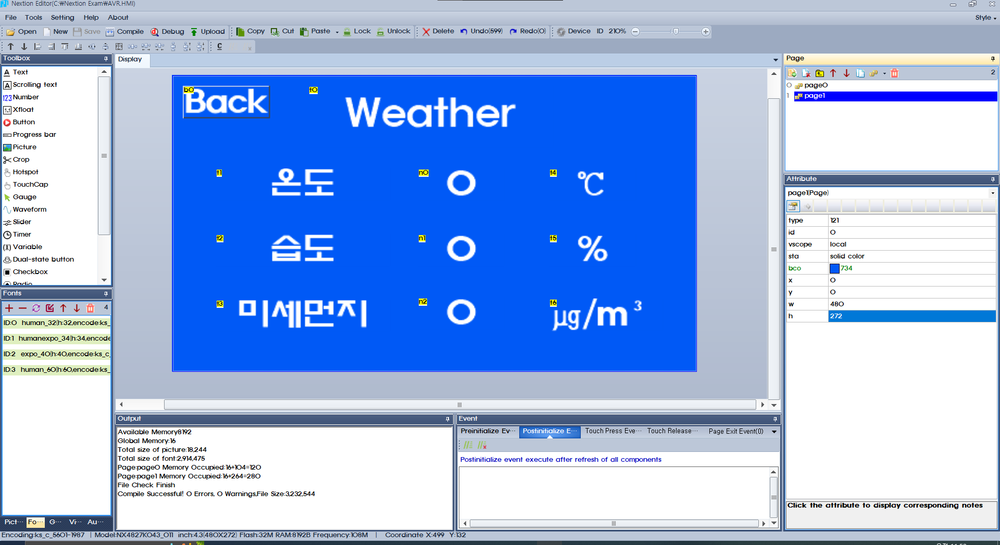 Nextion Editor(C:₩Nextion Exam₩AVR.HMI)
File Tools Setting Help About
Style
Open New Save Compile Debug Upload Copy Cut Paste Lock Unlock Delete Undo(599) Redo(0) Device ID 210%
Toolbox
Text
Scrolling text
Number
Xfloat
Button
Progress bar
Picture
Crop
Hotspot
TouchCap
Gauge
Waveform
Slider
Timer
Variable
Dual-state button
Checkbox
Radio
Fonts
4
ID:0 human_32(h:32,encode:ks_
ID:1 humanexpo_34(h:34,encode
ID:2 expo_40(h:40,encode:ks_c_
ID:3 human_60(h:60,encode:ks_
Pict··· Fo··· G··· Vi··· Au···
Display
b0 Back t0 Weather
t1 온도 n0 0 t4 ℃
t2 습도 n1 0 t5 %
t3 미세먼지 n2 0 t6 ㎍/m³
Output
Available Memory8192
Global Memory:16
Total size of picture:18,244
Total size of font:2,914,475
Page:page0 Memory Occupied:16+104=120
Page:page1 Memory Occupied:16+264=280
File Check Finish
Compile Successful! 0 Errors, 0 Warnings,File Size:3,232,544
Event
Preinitialize Ev··· Postinitialize E··· Touch Press Eve··· Touch Release··· Page Exit Event(0)
Postinitialize event execute after refresh of all components
Page
2
0 page0
1 page1
Attribute
page1(Page)
type 121
id 0
vscope local
sta solid color
bco 734
x 0
y 0
w 480
h 272
Click the attribute to display corresponding notes
Encoding:ks_c_5601-1987 | Model:NX4827K043_011 inch:4.3(480X272) Flash:32M RAM:8192B Frequency:108M | Coordinate X:499 Y:132